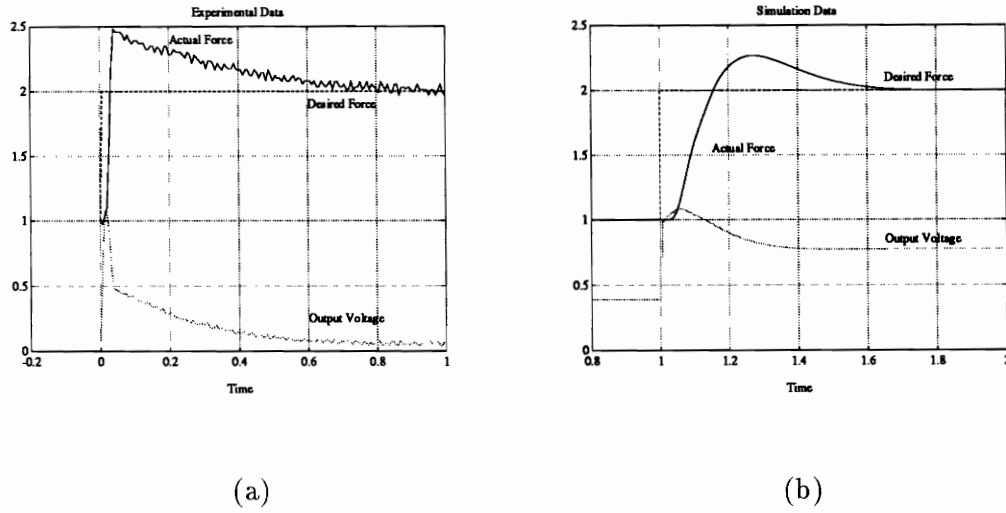 Experimental Data
2.5
2
1.5
1
0.5
0
-0.2
0
0.2
0.4
0.6
0.8
1
Actual Force
Desired Force
Output Voltage
Time
(a)
Simulation Data
2.5
2
1.5
1
0.5
0
0.8
1
1.2
1.4
1.6
1.8
2
Desired Force
Actual Force
Output Voltage
Time
(b)